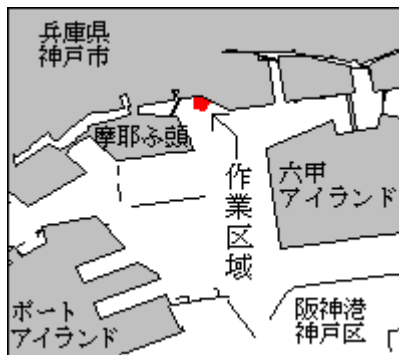 兵庫県
神戸市
摩耶ふ頭
作業区域
六甲
アイランド
ポート
アイランド
阪神港
神戸区